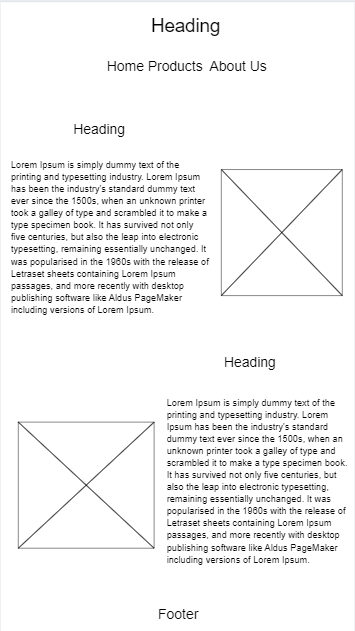 Heading
Home Products About Us
Heading
Lorem Ipsum is simply dummy text of the
printing and typesetting industry. Lorem Ipsum
has been the industry's standard dummy text
ever since the 1500s, when an unknown printer
took a galley of type and scrambled it to make a
type specimen book. It has survived not only
five centuries, but also the leap into electronic
typesetting, remaining essentially unchanged. It
was popularised in the 1960s with the release of
Letraset sheets containing Lorem Ipsum
passages, and more recently with desktop
publishing software like Aldus PageMaker
including versions of Lorem Ipsum.
Heading
Lorem Ipsum is simply dummy text of the
printing and typesetting industry. Lorem
Ipsum has been the industry's standard
dummy text ever since the 1500s, when an
unknown printer took a galley of type and
scrambled it to make a type specimen book.
It has survived not only five centuries, but
also the leap into electronic typesetting,
remaining essentially unchanged. It was
popularised in the 1960s with the release of
Letraset sheets containing Lorem Ipsum
passages, and more recently with desktop
publishing software like Aldus PageMaker
including versions of Lorem Ipsum.
Footer